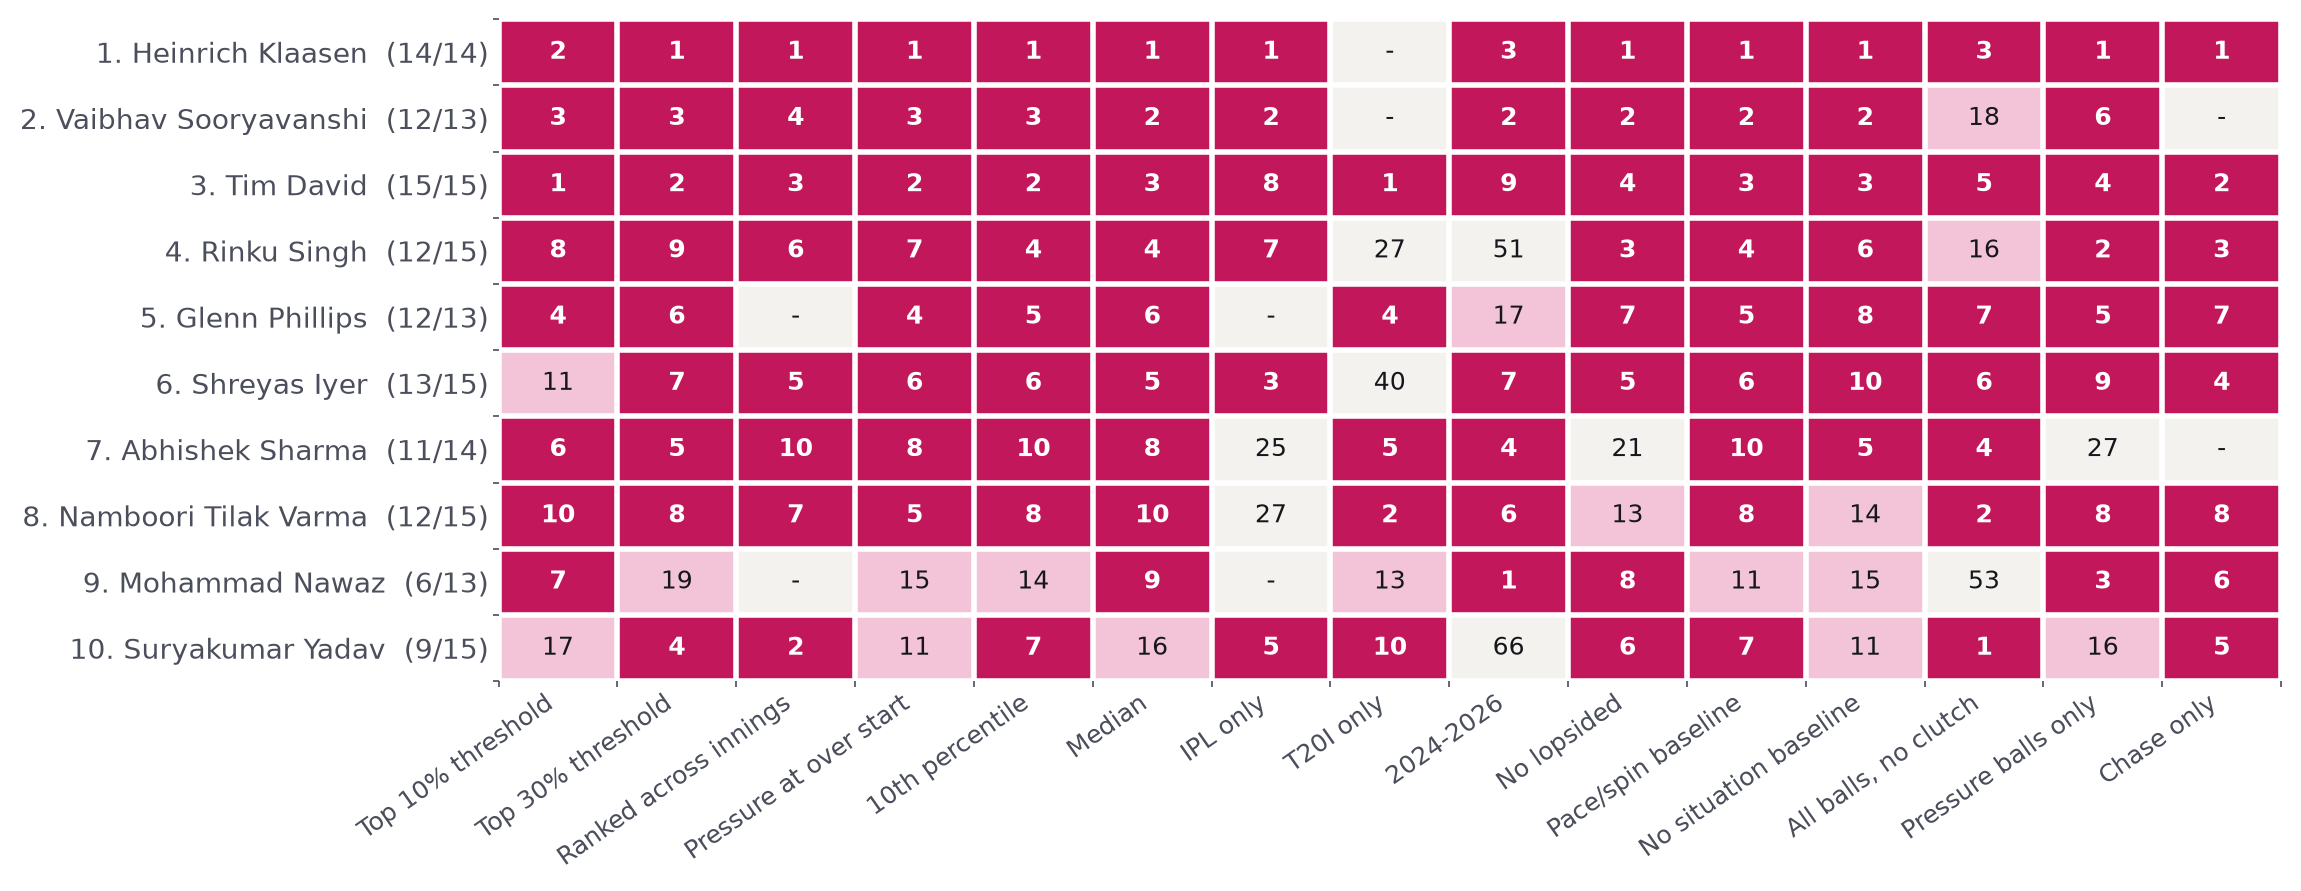 1. Heinrich Klaasen (14/14) 2 1 1 1 1 1 1 - 3 1 1 1 3 1 1
2. Vaibhav Sooryavanshi (12/13) 3 3 4 3 3 2 2 - 2 2 2 2 18 6 -
3. Tim David (15/15) 1 2 3 2 2 3 8 1 9 4 3 3 5 4 2
4. Rinku Singh (12/15) 8 9 6 7 4 4 7 27 51 3 4 6 16 2 3
5. Glenn Phillips (12/13) 4 6 - 4 5 6 - 4 17 7 5 8 7 5 7
6. Shreyas Iyer (13/15) 11 7 5 6 6 5 3 40 7 5 6 10 6 9 4
7. Abhishek Sharma (11/14) 6 5 10 8 10 8 25 5 4 21 10 5 4 27 -
8. Namboori Tilak Varma (12/15) 10 8 7 5 8 10 27 2 6 13 8 14 2 8 8
9. Mohammad Nawaz (6/13) 7 19 - 15 14 9 - 13 1 8 11 15 53 3 6
10. Suryakumar Yadav (9/15) 17 4 2 11 7 16 5 10 66 6 7 11 1 16 5
Top 10% threshold
Top 30% threshold
Ranked across innings
Pressure at over start
10th percentile
Median
IPL only
T20I only
2024-2026
No lopsided
Pace/spin baseline
No situation baseline
All balls, no clutch
Pressure balls only
Chase only